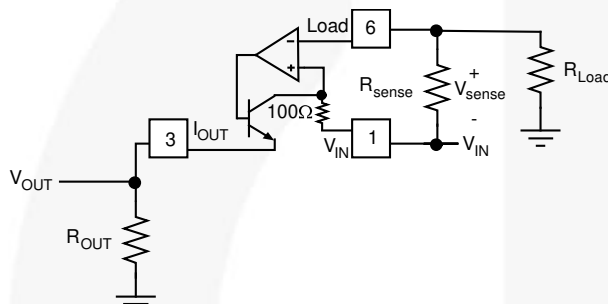 Load
6
-
+
R_sense
+
V_sense
-
R_Load
100Ω
3
I_OUT
V_IN
1
V_IN
V_OUT
R_OUT